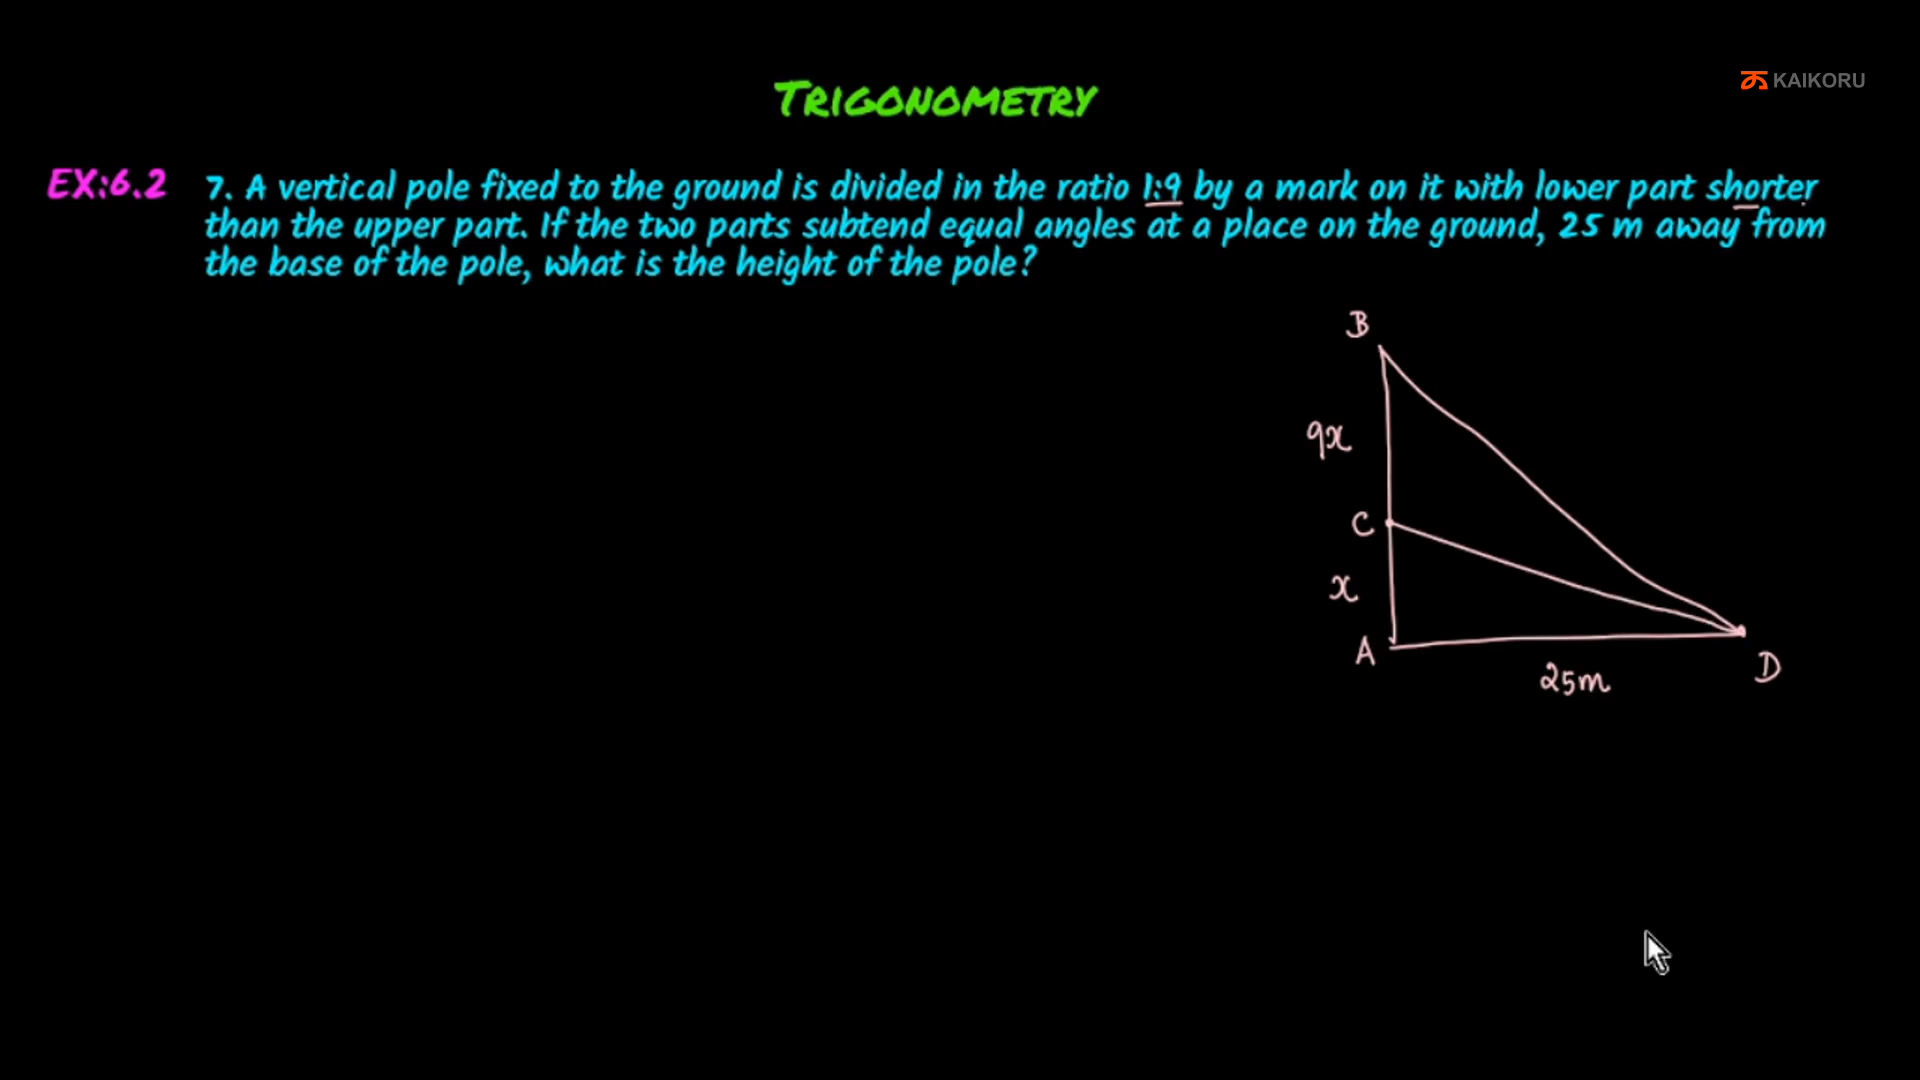 TRIGONOMETRY
KAIKORU
EX:6.2 7. A vertical pole fixed to the ground is divided in the ratio 1:9 by a mark on it with lower part shorter
than the upper part. If the two parts subtend equal angles at a place on the ground, 25 m away from
the base of the pole, what is the height of the pole?
B
9x
C
x
A
25m
D